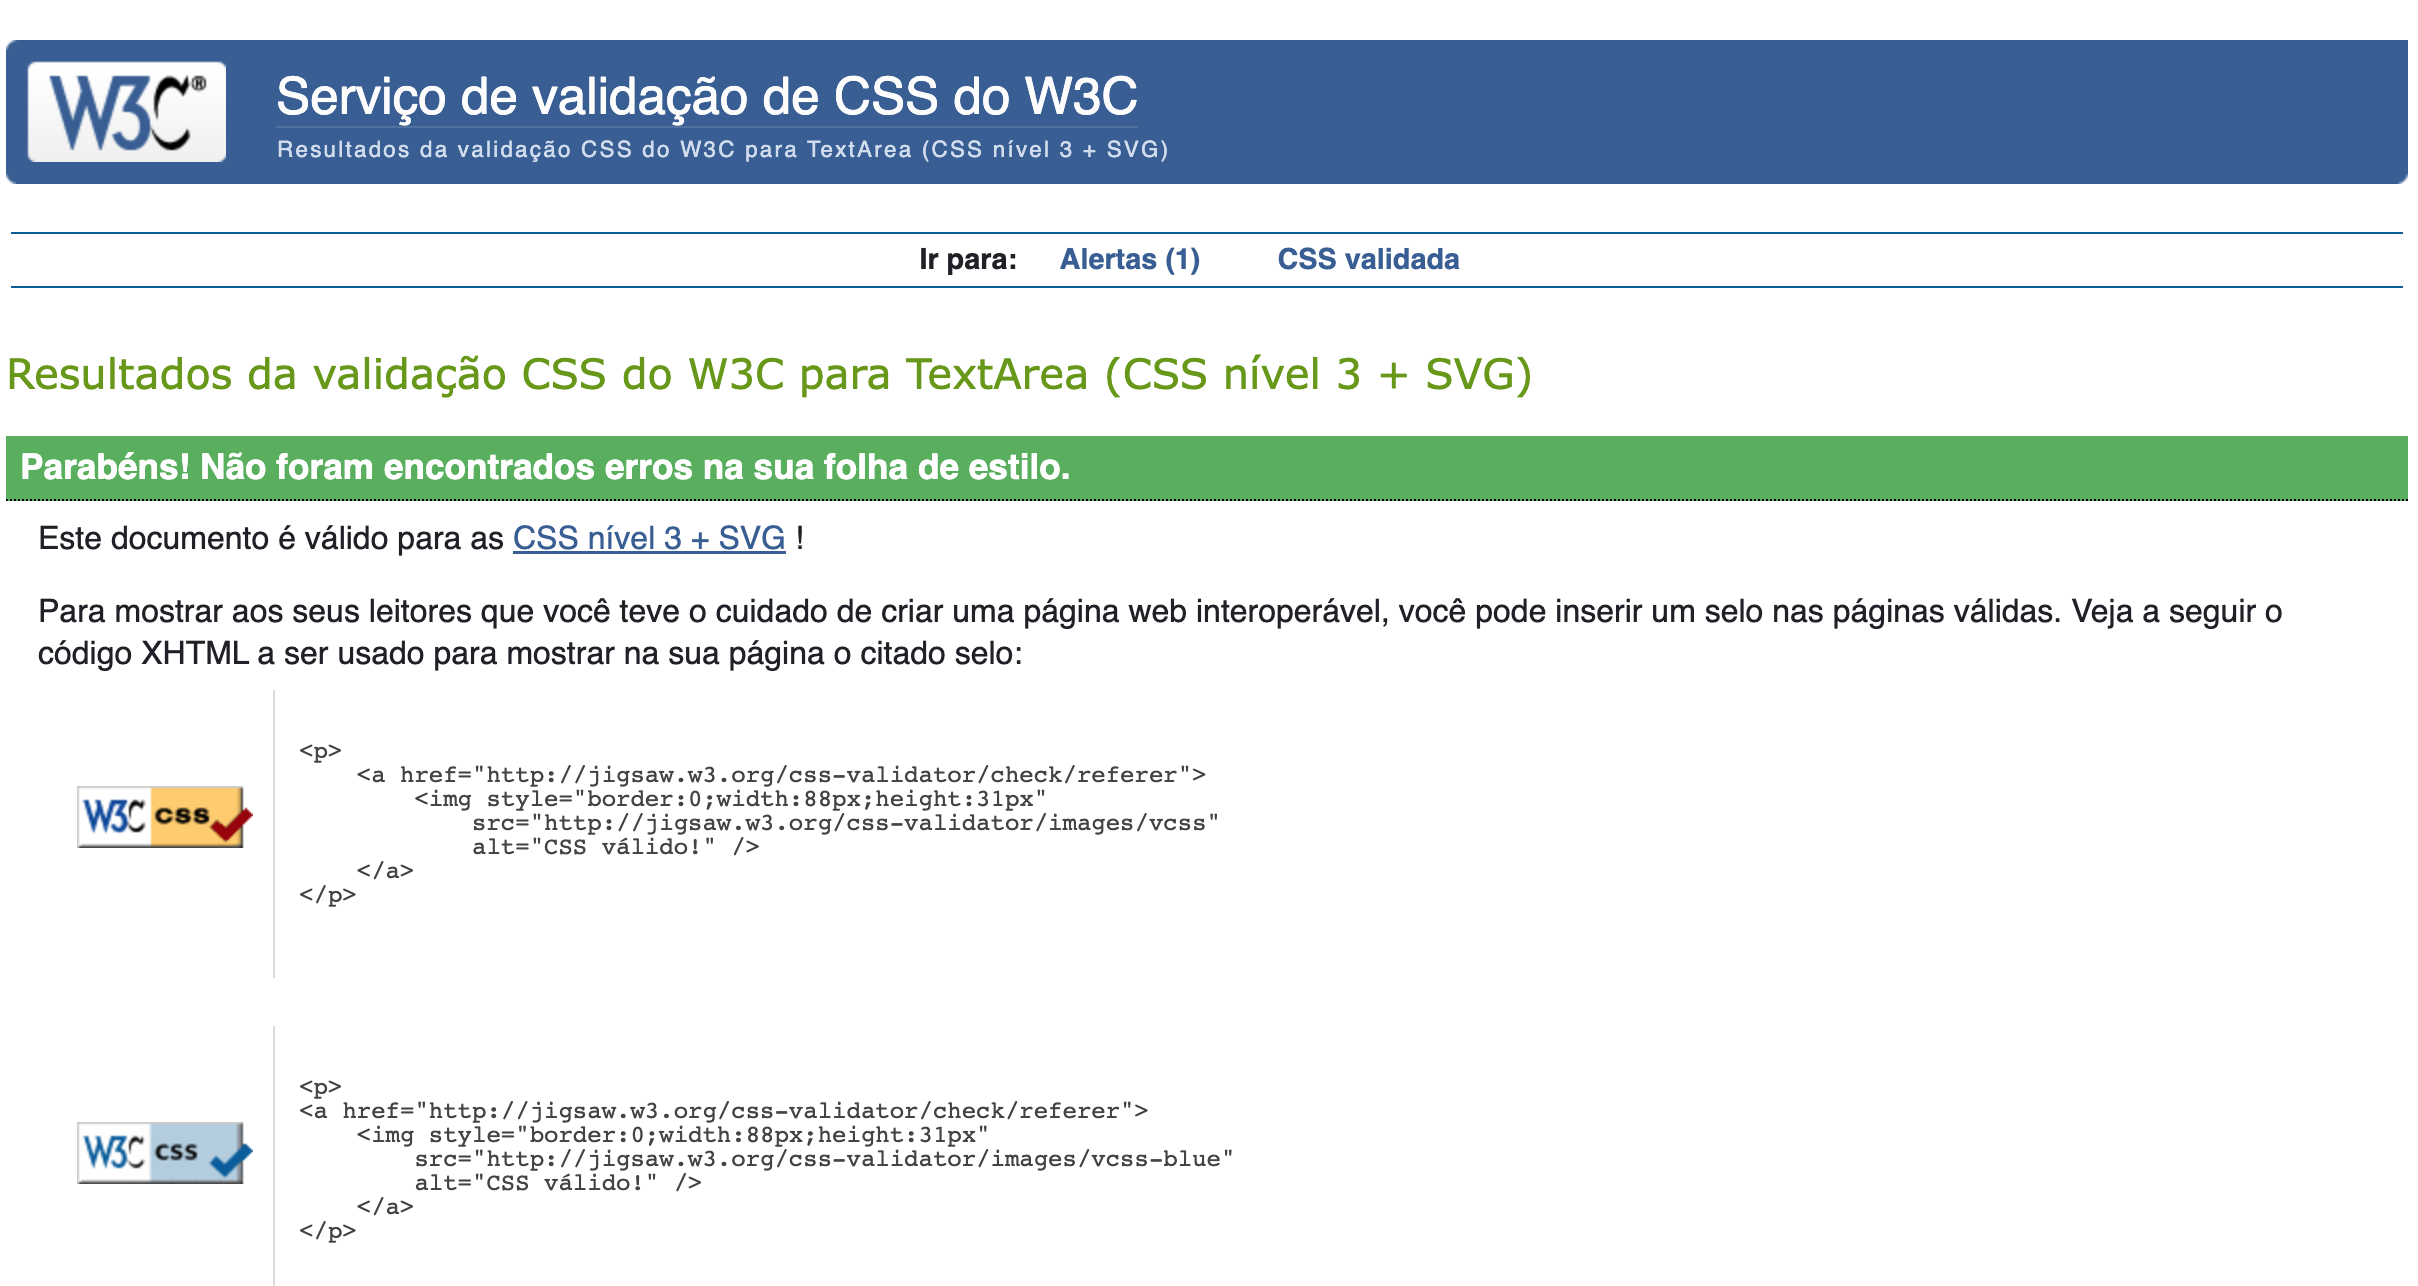 W3C®
Serviço de validação de CSS do W3C
Resultados da validação CSS do W3C para TextArea (CSS nível 3 + SVG)
Ir para: Alertas (1) CSS validada
Resultados da validação CSS do W3C para TextArea (CSS nível 3 + SVG)
Parabéns! Não foram encontrados erros na sua folha de estilo.
Este documento é válido para as CSS nível 3 + SVG !
Para mostrar aos seus leitores que você teve o cuidado de criar uma página web interoperável, você pode inserir um selo nas páginas válidas. Veja a seguir o
código XHTML a ser usado para mostrar na sua página o citado selo:
W3C css
<p>
    <a href="http://jigsaw.w3.org/css-validator/check/referer">
        <img style="border:0;width:88px;height:31px"
            src="http://jigsaw.w3.org/css-validator/images/vcss"
            alt="CSS válido!" />
    </a>
</p>
W3C css
<p>
<a href="http://jigsaw.w3.org/css-validator/check/referer">
    <img style="border:0;width:88px;height:31px"
        src="http://jigsaw.w3.org/css-validator/images/vcss-blue"
        alt="CSS válido!" />
    </a>
</p>